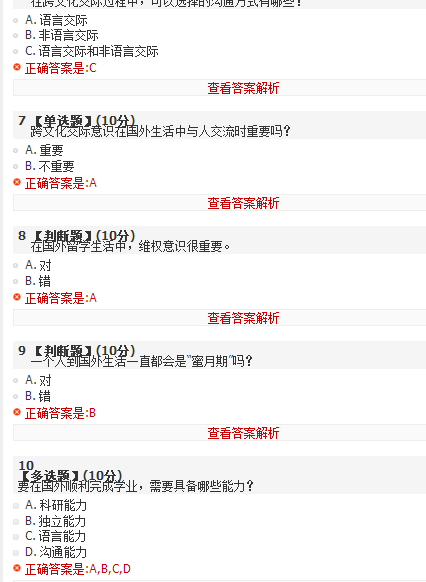 在跨文化交际过程中，可以选择的沟通方式有哪些？
A. 语言交际
B. 非语言交际
C. 语言交际和非语言交际
正确答案是:C
查看答案解析
7 【单选题】(10分)
跨文化交际意识在国外生活中与人交流时重要吗?
A. 重要
B. 不重要
正确答案是:A
查看答案解析
8 【判断题】(10分)
在国外留学生活中，维权意识很重要。
A. 对
B. 错
正确答案是:A
查看答案解析
9 【判断题】(10分)
一个人到国外生活一直都会是“蜜月期”吗?
A. 对
B. 错
正确答案是:B
查看答案解析
10
【多选题】(10分)
要在国外顺利完成学业，需要具备哪些能力?
A. 科研能力
B. 独立能力
C. 语言能力
D. 沟通能力
正确答案是:A,B,C,D